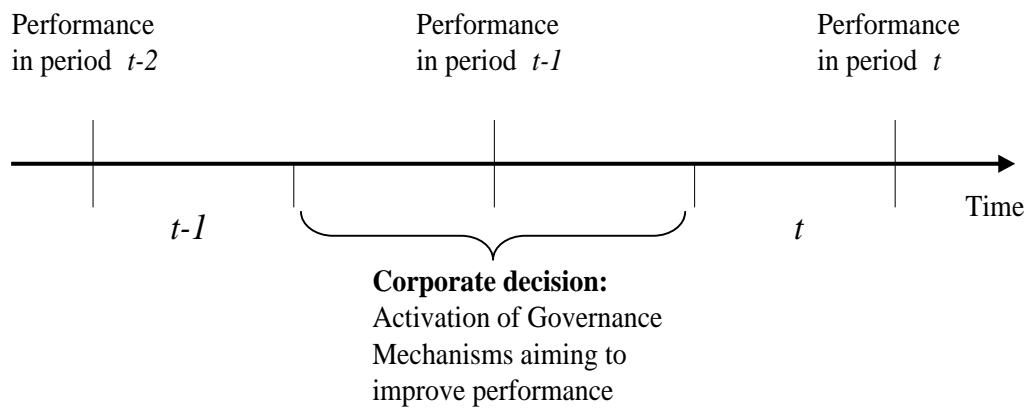 Performance
in period t-2
Performance
in period t-1
Performance
in period t
Time
t-1
t
Corporate decision:
Activation of Governance
Mechanisms aiming to
improve performance